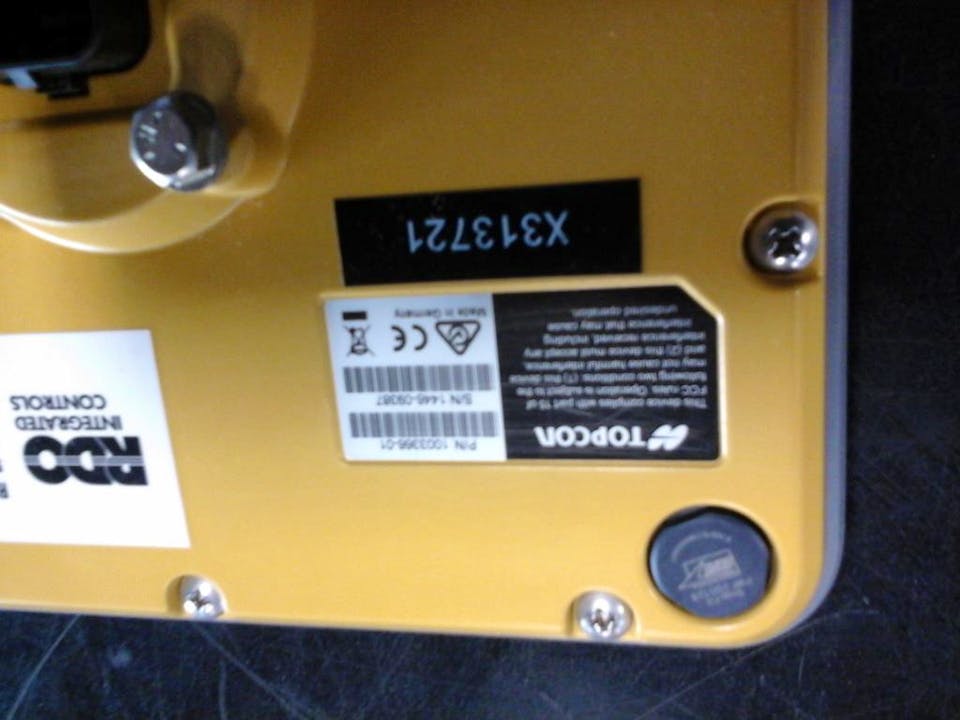 TOPCON
This device complies with part 15 of the
FCC rules. Operation is subject to the
following two conditions: (1) this device
may not cause harmful interference,
and (2) this device must accept any
interference received, including
interference that may cause
undesired operation.
P/N 1003366-01
S/N 1446-09387
CE
Made in Germany
X313721
RDO
INTEGRATED
CONTROLS